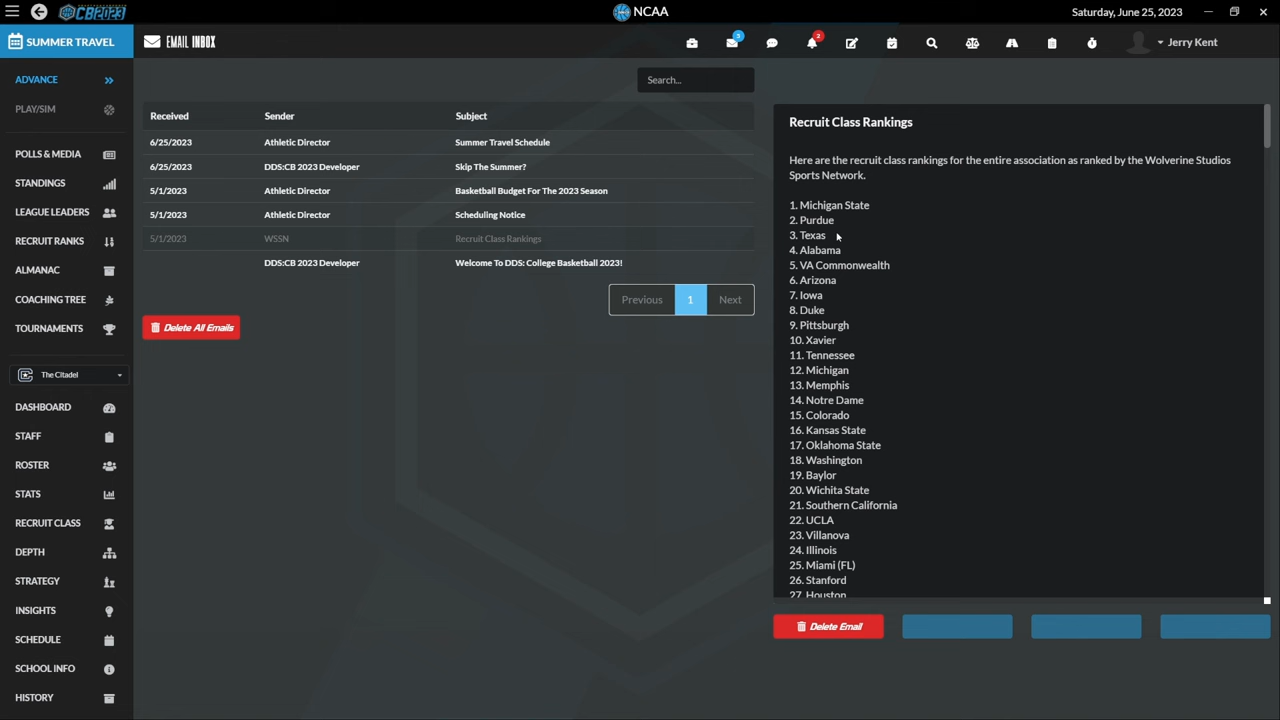 CB2023
NCAA
Saturday, June 25, 2023
SUMMER TRAVEL
EMAIL INBOX
5
2
Jerry Kent
ADVANCE
PLAY/SIM
POLLS & MEDIA
STANDINGS
LEAGUE LEADERS
RECRUIT RANKS
ALMANAC
COACHING TREE
TOURNAMENTS
The Citadel
DASHBOARD
STAFF
ROSTER
STATS
RECRUIT CLASS
DEPTH
STRATEGY
INSIGHTS
SCHEDULE
SCHOOL INFO
HISTORY
Search...
Received Sender Subject
6/25/2023 Athletic Director Summer Travel Schedule
6/25/2023 DDS:CB 2023 Developer Skip The Summer?
5/1/2023 Athletic Director Basketball Budget For The 2023 Season
5/1/2023 Athletic Director Scheduling Notice
5/1/2023 WSSN Recruit Class Rankings
DDS:CB 2023 Developer Welcome To DDS: College Basketball 2023!
Previous 1 Next
Delete All Emails
Recruit Class Rankings
Here are the recruit class rankings for the entire association as ranked by the Wolverine Studios
Sports Network.
1. Michigan State
2. Purdue
3. Texas
4. Alabama
5. VA Commonwealth
6. Arizona
7. Iowa
8. Duke
9. Pittsburgh
10. Xavier
11. Tennessee
12. Michigan
13. Memphis
14. Notre Dame
15. Colorado
16. Kansas State
17. Oklahoma State
18. Washington
19. Baylor
20. Wichita State
21. Southern California
22. UCLA
23. Villanova
24. Illinois
25. Miami (FL)
26. Stanford
27. Houston
Delete Email